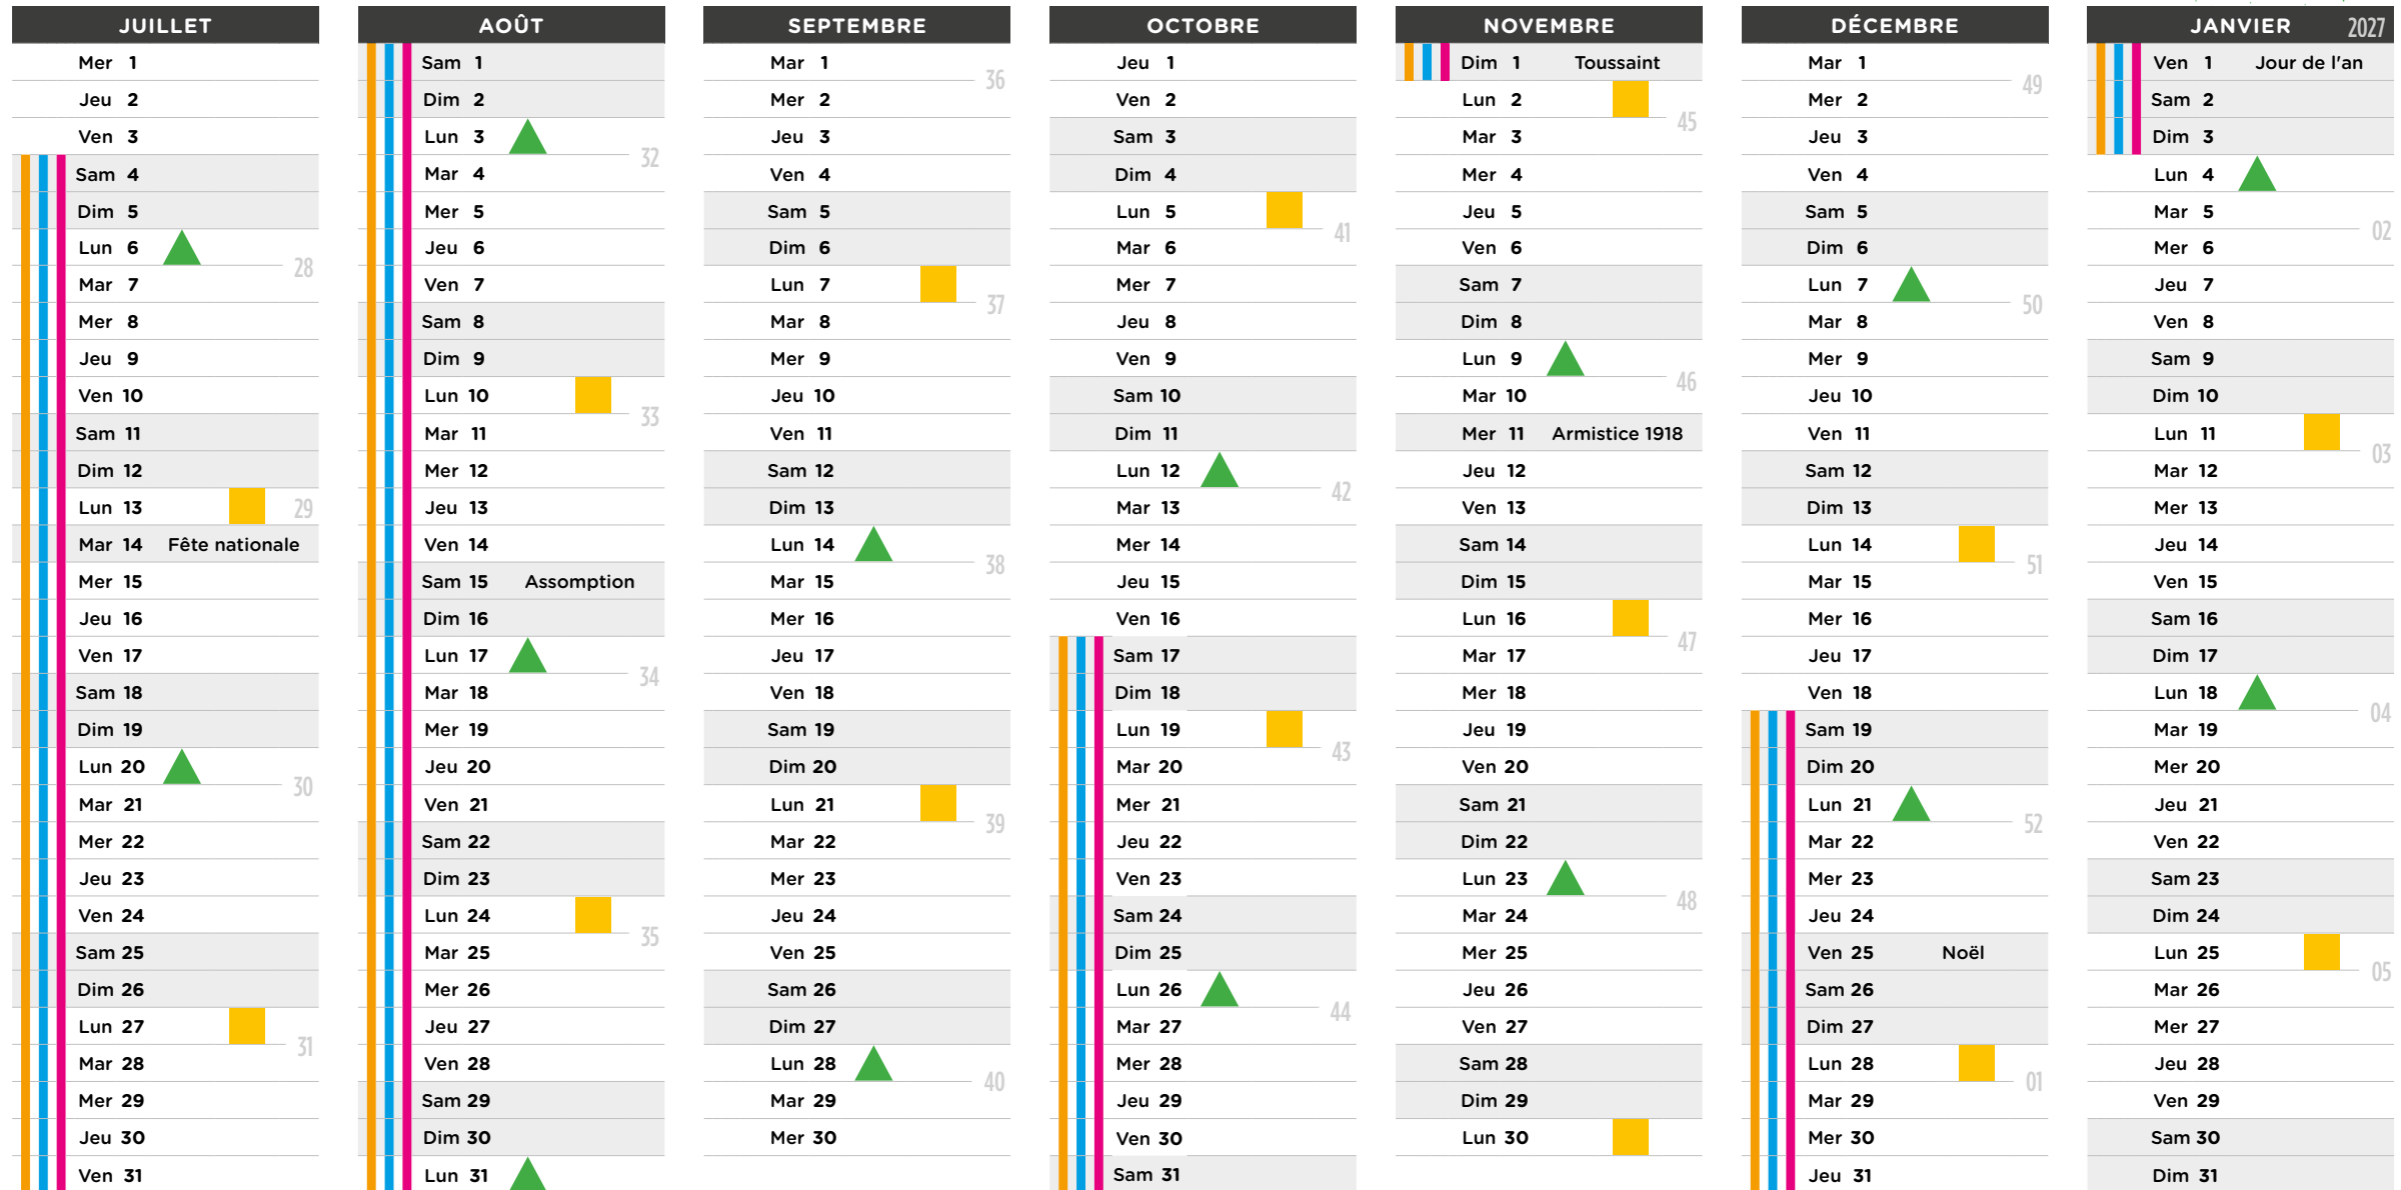 JUILLET
Mer 1
Jeu 2
Ven 3
Sam 4
Dim 5
Lun 6
28
Mar 7
Mer 8
Jeu 9
Ven 10
Sam 11
Dim 12
Lun 13 29
Mar 14 Fête nationale
Mer 15
Jeu 16
Ven 17
Sam 18
Dim 19
Lun 20
30
Mar 21
Mer 22
Jeu 23
Ven 24
Sam 25
Dim 26
Lun 27
31
Mar 28
Mer 29
Jeu 30
Ven 31
AOÛT
Sam 1
Dim 2
Lun 3
32
Mar 4
Mer 5
Jeu 6
Ven 7
Sam 8
Dim 9
Lun 10
33
Mar 11
Mer 12
Jeu 13
Ven 14
Sam 15 Assomption
Dim 16
Lun 17
34
Mar 18
Mer 19
Jeu 20
Ven 21
Sam 22
Dim 23
Lun 24
35
Mar 25
Mer 26
Jeu 27
Ven 28
Sam 29
Dim 30
Lun 31
SEPTEMBRE
Mar 1
36
Mer 2
Jeu 3
Ven 4
Sam 5
Dim 6
Lun 7
37
Mar 8
Mer 9
Jeu 10
Ven 11
Sam 12
Dim 13
Lun 14
38
Mar 15
Mer 16
Jeu 17
Ven 18
Sam 19
Dim 20
Lun 21
39
Mar 22
Mer 23
Jeu 24
Ven 25
Sam 26
Dim 27
Lun 28
40
Mar 29
Mer 30
OCTOBRE
Jeu 1
Ven 2
Sam 3
Dim 4
Lun 5
41
Mar 6
Mer 7
Jeu 8
Ven 9
Sam 10
Dim 11
Lun 12
42
Mar 13
Mer 14
Jeu 15
Ven 16
Sam 17
Dim 18
Lun 19
43
Mar 20
Mer 21
Jeu 22
Ven 23
Sam 24
Dim 25
Lun 26
44
Mar 27
Mer 28
Jeu 29
Ven 30
Sam 31
NOVEMBRE
Dim 1 Toussaint
Lun 2
45
Mar 3
Mer 4
Jeu 5
Ven 6
Sam 7
Dim 8
Lun 9
46
Mar 10
Mer 11 Armistice 1918
Jeu 12
Ven 13
Sam 14
Dim 15
Lun 16
47
Mar 17
Mer 18
Jeu 19
Ven 20
Sam 21
Dim 22
Lun 23
48
Mar 24
Mer 25
Jeu 26
Ven 27
Sam 28
Dim 29
Lun 30
DÉCEMBRE
Mar 1
49
Mer 2
Jeu 3
Ven 4
Sam 5
Dim 6
Lun 7
50
Mar 8
Mer 9
Jeu 10
Ven 11
Sam 12
Dim 13
Lun 14
51
Mar 15
Mer 16
Jeu 17
Ven 18
Sam 19
Dim 20
Lun 21
52
Mar 22
Mer 23
Jeu 24
Ven 25 Noël
Sam 26
Dim 27
Lun 28
01
Mar 29
Mer 30
Jeu 31
JANVIER 2027
Ven 1 Jour de l'an
Sam 2
Dim 3
Lun 4
Mar 5
02
Mer 6
Jeu 7
Ven 8
Sam 9
Dim 10
Lun 11
03
Mar 12
Mer 13
Jeu 14
Ven 15
Sam 16
Dim 17
Lun 18
04
Mar 19
Mer 20
Jeu 21
Ven 22
Sam 23
Dim 24
Lun 25
05
Mar 26
Mer 27
Jeu 28
Ven 29
Sam 30
Dim 31